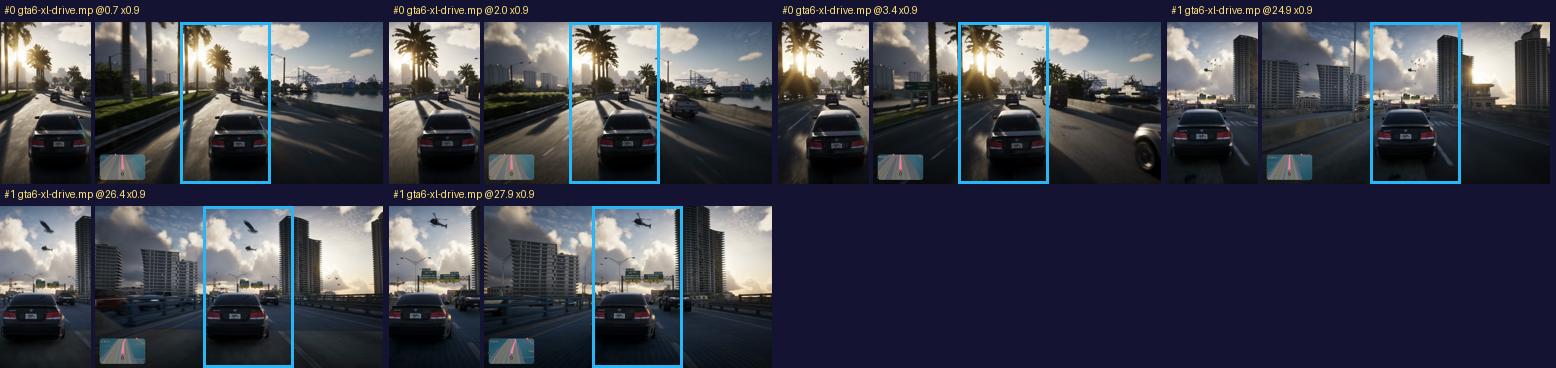 #0 gta6-xl-drive.mp @0.7 x0.9
#0 gta6-xl-drive.mp @2.0 x0.9
#0 gta6-xl-drive.mp @3.4 x0.9
#1 gta6-xl-drive.mp @24.9 x0.9
#1 gta6-xl-drive.mp @26.4 x0.9
#1 gta6-xl-drive.mp @27.9 x0.9